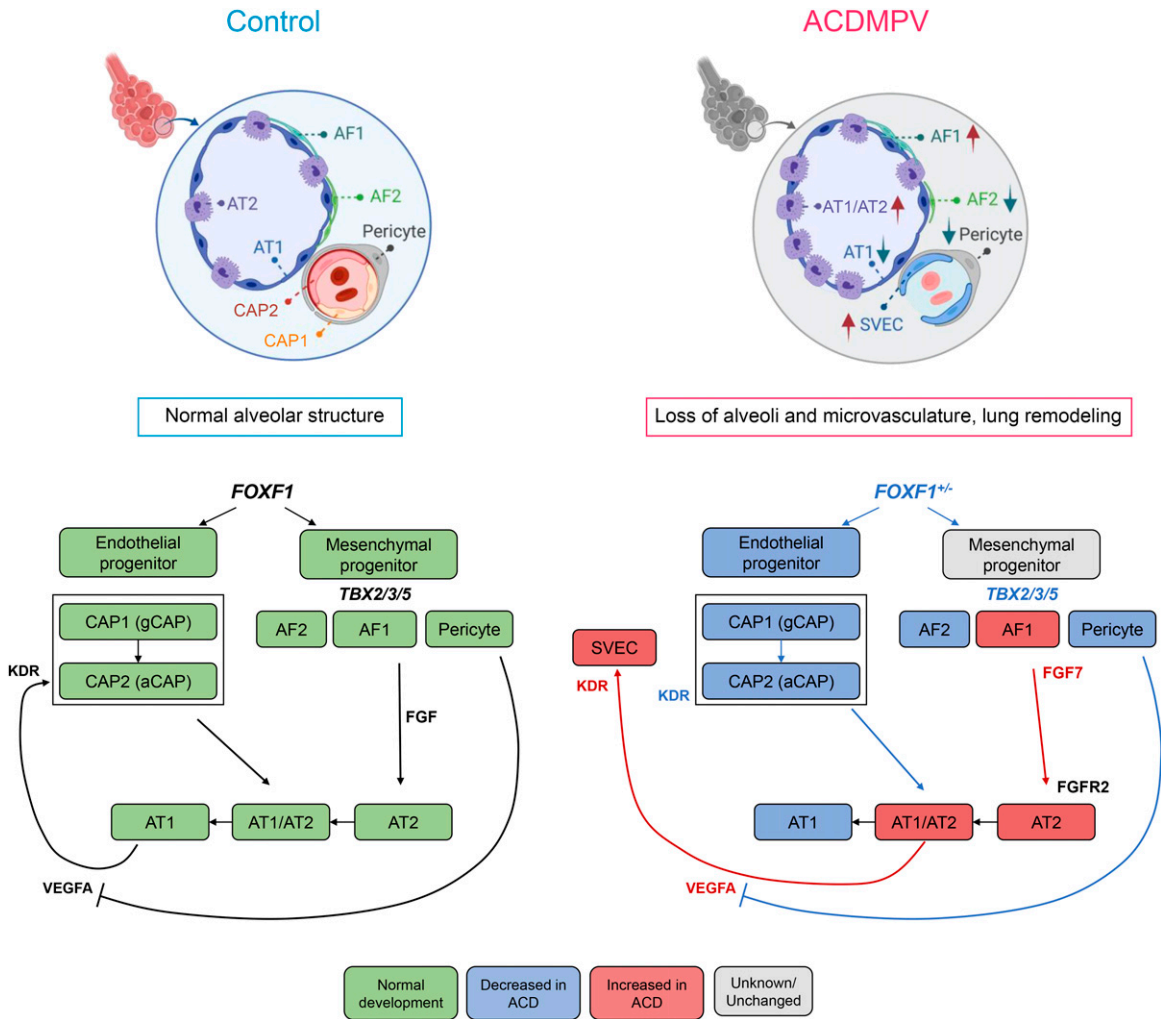 Control
AF1
AT2
AF2
AT1
Pericyte
CAP2
CAP1
Normal alveolar structure
FOXF1
Endothelial
progenitor
Mesenchymal
progenitor
TBX2/3/5
CAP1 (gCAP)
AF2
AF1
Pericyte
KDR
CAP2 (aCAP)
FGF
AT1
AT1/AT2
AT2
VEGFA
ACDMPV
AF1
AT1/AT2
AF2
AT1
Pericyte
SVEC
Loss of alveoli and microvasculature, lung remodeling
FOXF1+/-
Endothelial
progenitor
Mesenchymal
progenitor
TBX2/3/5
CAP1 (gCAP)
AF2
AF1
Pericyte
SVEC
KDR
KDR
CAP2 (aCAP)
FGF7
FGFR2
AT1
AT1/AT2
AT2
VEGFA
Normal
development
Decreased in
ACD
Increased in
ACD
Unknown/
Unchanged